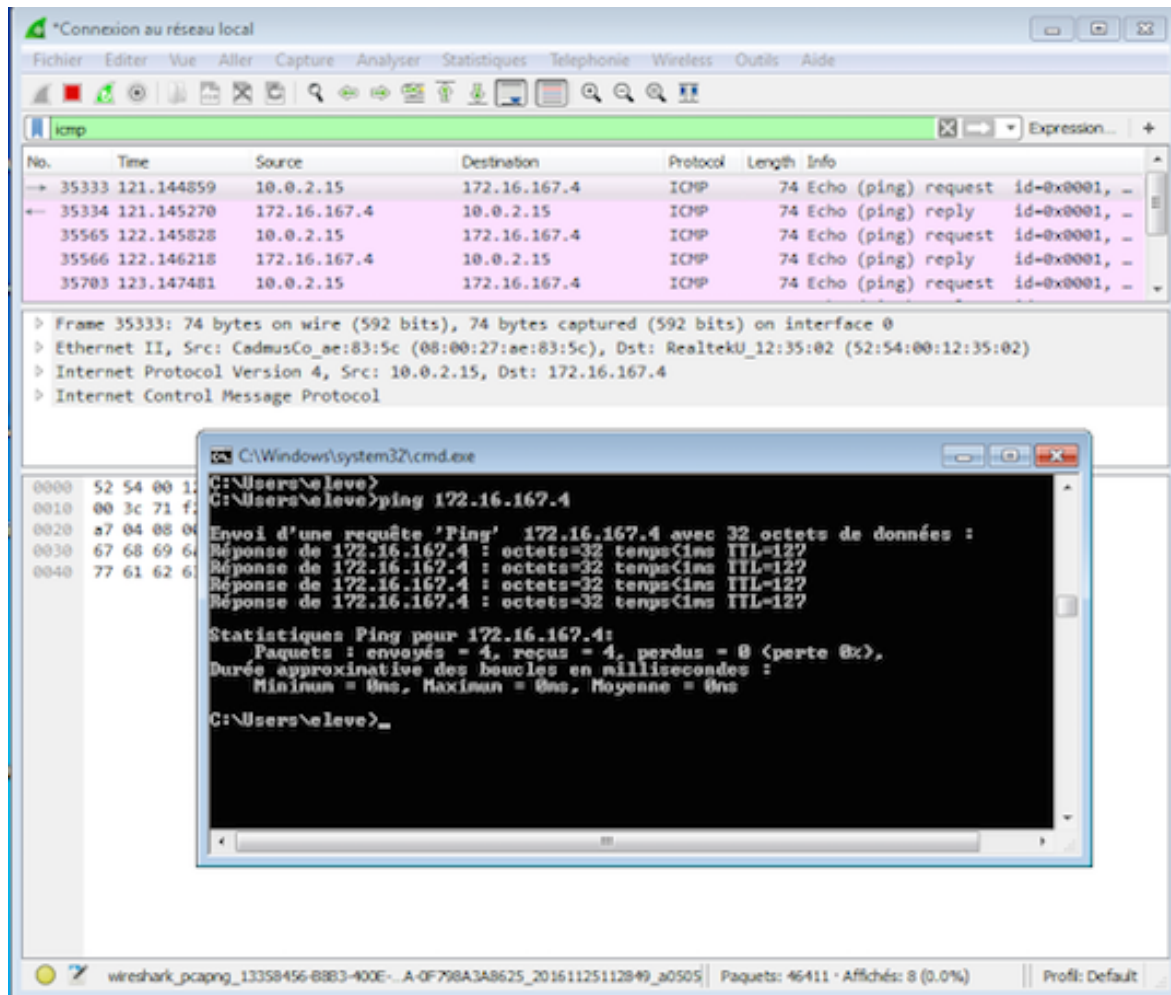 *Connexion au réseau local
Fichier Editer Vue Aller Capture Analyser Statistiques Telephonie Wireless Outils Aide
icmp Expression... +
No. Time Source Destination Protocol Length Info
35333 121.144859 10.0.2.15 172.16.167.4 ICMP 74 Echo (ping) request id=0x0001, …
35334 121.145270 172.16.167.4 10.0.2.15 ICMP 74 Echo (ping) reply id=0x0001, …
35565 122.145828 10.0.2.15 172.16.167.4 ICMP 74 Echo (ping) request id=0x0001, …
35566 122.146218 172.16.167.4 10.0.2.15 ICMP 74 Echo (ping) reply id=0x0001, …
35703 123.147481 10.0.2.15 172.16.167.4 ICMP 74 Echo (ping) request id=0x0001, …
Frame 35333: 74 bytes on wire (592 bits), 74 bytes captured (592 bits) on interface 0
Ethernet II, Src: CadmusCo_ae:83:5c (08:00:27:ae:83:5c), Dst: RealtekU_12:35:02 (52:54:00:12:35:02)
Internet Protocol Version 4, Src: 10.0.2.15, Dst: 172.16.167.4
Internet Control Message Protocol
0000 52 54 00
0010 00 3c 71
0020 a7 04 08
0030 67 68 69
0040 77 61 62
C:\Windows\system32\cmd.exe
C:\Users\eleve>
C:\Users\eleve>ping 172.16.167.4
Envoi d'une requête 'Ping' 172.16.167.4 avec 32 octets de données :
Réponse de 172.16.167.4 : octets=32 temps<1ms TTL=127
Réponse de 172.16.167.4 : octets=32 temps<1ms TTL=127
Réponse de 172.16.167.4 : octets=32 temps<1ms TTL=127
Réponse de 172.16.167.4 : octets=32 temps<1ms TTL=127
Statistiques Ping pour 172.16.167.4:
Paquets : envoyés = 4, reçus = 4, perdus = 0 (perte 0%),
Durée approximative des boucles en millisecondes :
Minimum = 0ms, Maximum = 0ms, Moyenne = 0ms
C:\Users\eleve>_
wireshark_pcapng_13358456-B8B3-400E-...A-0F798A3A8625_20161125112849_a0505 Paquets: 46411 · Affichés: 8 (0.0%) Profil: Default